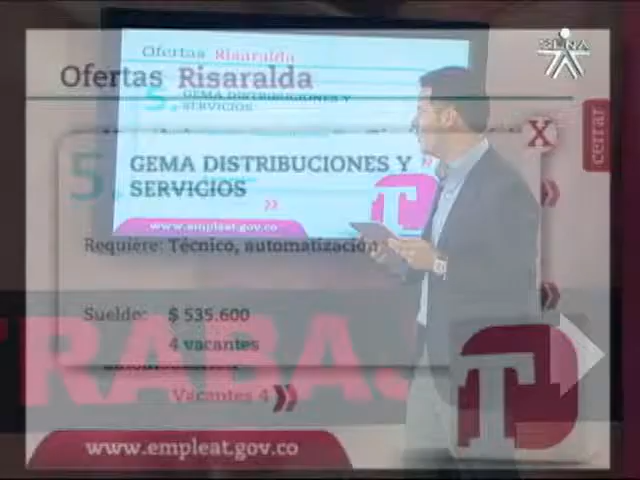 SENA
Ofertas Risaralda
5.
GEMA DISTRIBUCIONES Y
SERVICIOS
www.empleat.gov.co
Ofertas Risaralda
X
cerrar
5.
GEMA DISTRIBUCIONES Y
SERVICIOS
Requiere: Técnico, automatización
Sueldo: $ 535.600
4 vacantes
TRABAJ
Vacantes 4
T
T
www.empleat.gov.co